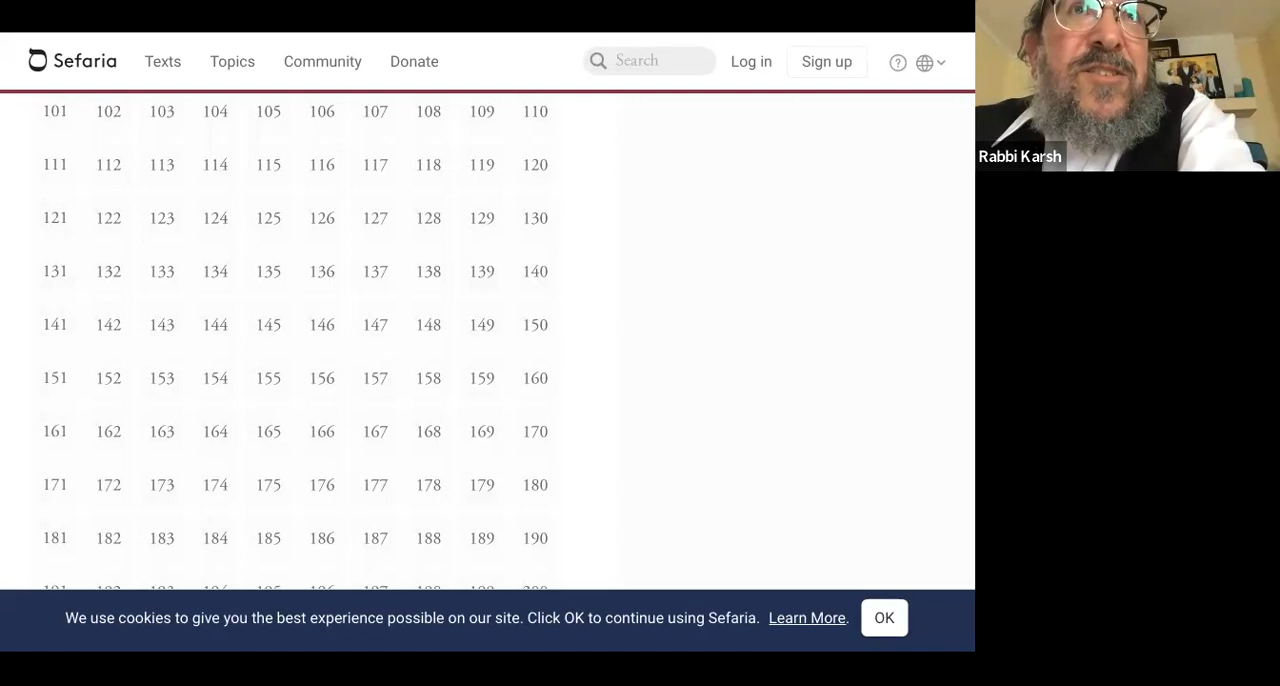 Sefaria Texts Topics Community Donate Search Log in Sign up
101 102 103 104 105 106 107 108 109 110
111 112 113 114 115 116 117 118 119 120
121 122 123 124 125 126 127 128 129 130
131 132 133 134 135 136 137 138 139 140
141 142 143 144 145 146 147 148 149 150
151 152 153 154 155 156 157 158 159 160
161 162 163 164 165 166 167 168 169 170
171 172 173 174 175 176 177 178 179 180
181 182 183 184 185 186 187 188 189 190
We use cookies to give you the best experience possible on our site. Click OK to continue using Sefaria. Learn More. OK
Rabbi Karsh